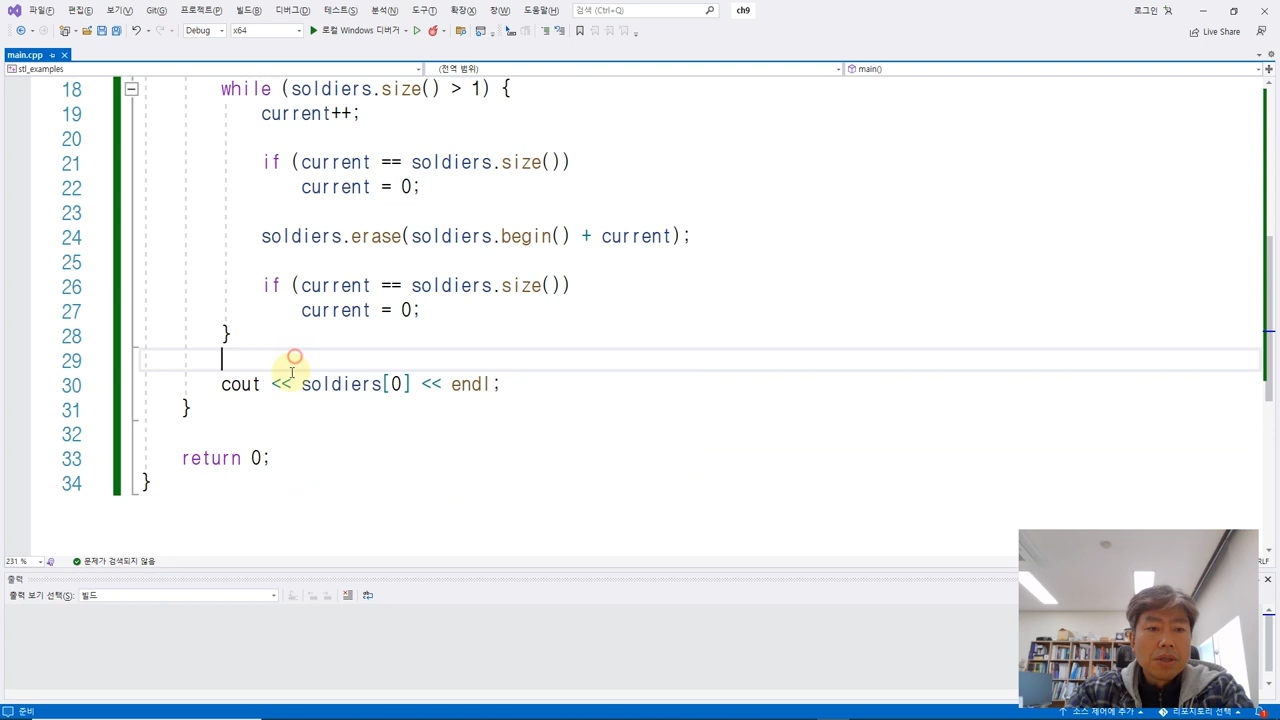 파일(F) 편집(E) 보기(V) Git(G) 프로젝트(P) 빌드(B) 디버그(D) 테스트(S) 분석(N) 도구(T) 확장(X) 창(W) 도움말(H) 검색 (Ctrl+Q) ch9 로그인
Debug x64 로컬 Windows 디버거 Live Share
main.cpp
stl_examples (전역 범위) main()
18 while (soldiers.size() > 1) {
19 current++;
20
21 if (current == soldiers.size())
22 current = 0;
23
24 soldiers.erase(soldiers.begin() + current);
25
26 if (current == soldiers.size())
27 current = 0;
28 }
29
30 cout << soldiers[0] << endl;
31 }
32
33 return 0;
34 }
231 % 문제가 검색되지 않음 RLF
출력
출력 보기 선택(S): 빌드
준비 소스 제어에 추가 리포지토리 선택 1